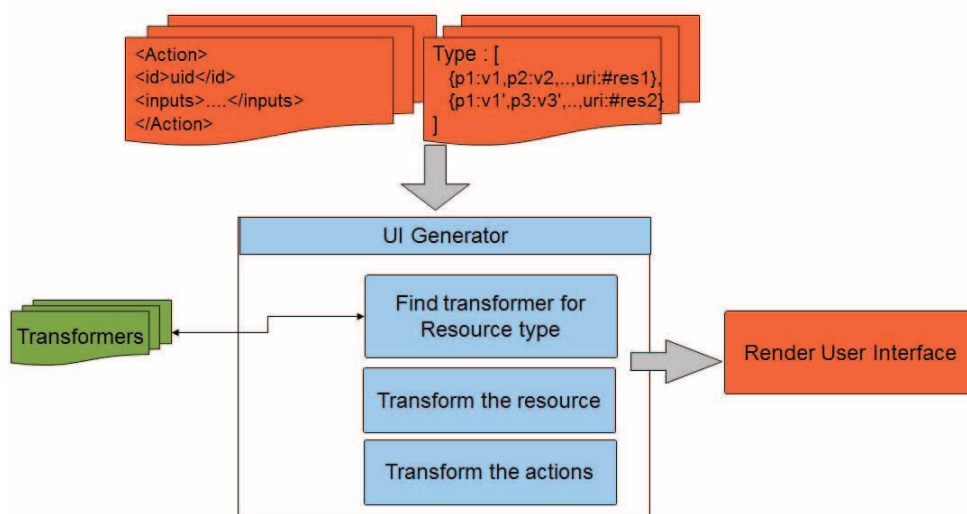 <Action>
<id>uid</id>
<inputs>....</inputs>
</Action>
Type : [
{p1:v1,p2:v2,..,uri:#res1},
{p1:v1',p3:v3',..,uri:#res2}
]
UI Generator
Find transformer for
Resource type
Transformers
Render User Interface
Transform the resource
Transform the actions